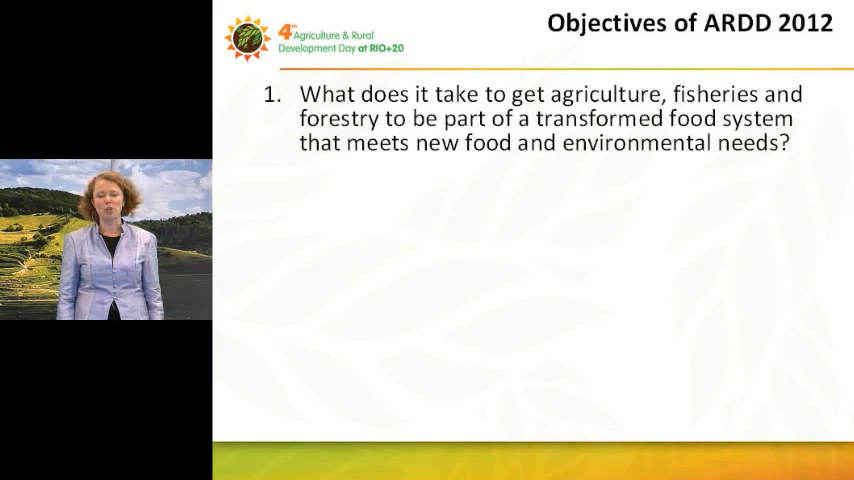 Objectives of ARDD 2012
4th Agriculture & Rural
Development Day at RIO+20
1. What does it take to get agriculture, fisheries and
forestry to be part of a transformed food system
that meets new food and environmental needs?